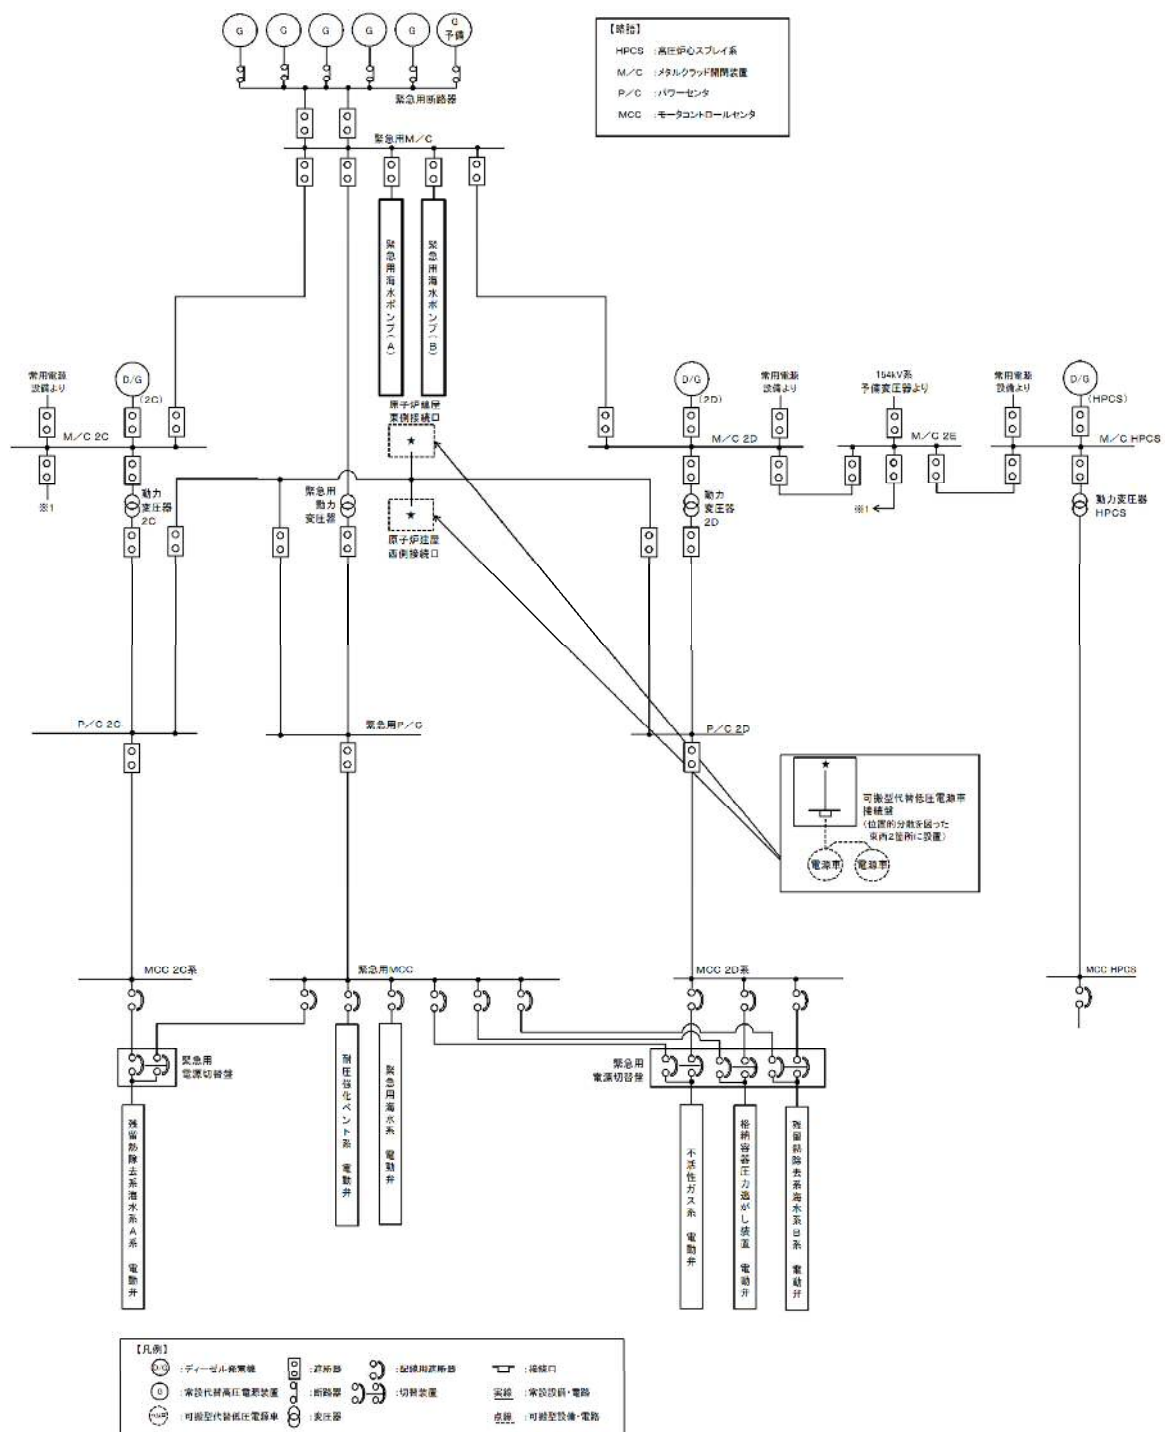 G G G G G G
予備
緊急用断路器
【略語】
HPCS :高圧炉心スプレイ系
M/C :メタルクラッド開閉装置
P/C :パワーセンタ
MCC :モータコントロールセンタ
緊急用M/C
緊急用海水ポンプ(A)
緊急用海水ポンプ(B)
常用電源
設備より
D/G
(2C)
M/C 2C
※1
動力
変圧器
2C
原子炉建屋
東側接続口
★
★
原子炉建屋
西側接続口
緊急用
動力
変圧器
D/G
(2D)
M/C 2D
動力
変圧器
2D
常用電源
設備より
154kV系
予備変圧器より
M/C 2E
※1
常用電源
設備より
D/G
(HPCS)
M/C HPCS
動力変圧器
HPCS
P/C 2C
緊急用P/C
P/C 2D
★
可搬型代替低圧電源車
接続盤
(位置的分散を図った
東西2箇所に設置)
電源車 電源車
MCC 2C系
緊急用MCC
MCC 2D系
MCC HPCS
緊急用
電源切替盤
緊急用
電源切替盤
残留熱除去系海水系A系 電動弁
耐圧強化ベント系 電動弁
緊急用海水系 電動弁
不活性ガス系 電動弁
格納容器圧力逃がし装置 電動弁
残留熱除去系海水系B系 電動弁
【凡例】
D/G :ディーゼル発電機 :遮断器 :配線用遮断器 :接続口
G :常設代替高圧電源装置 :断路器 :切替装置 実線 :常設設備・電路
:可搬型代替低圧電源車 :変圧器 点線 :可搬型設備・電路